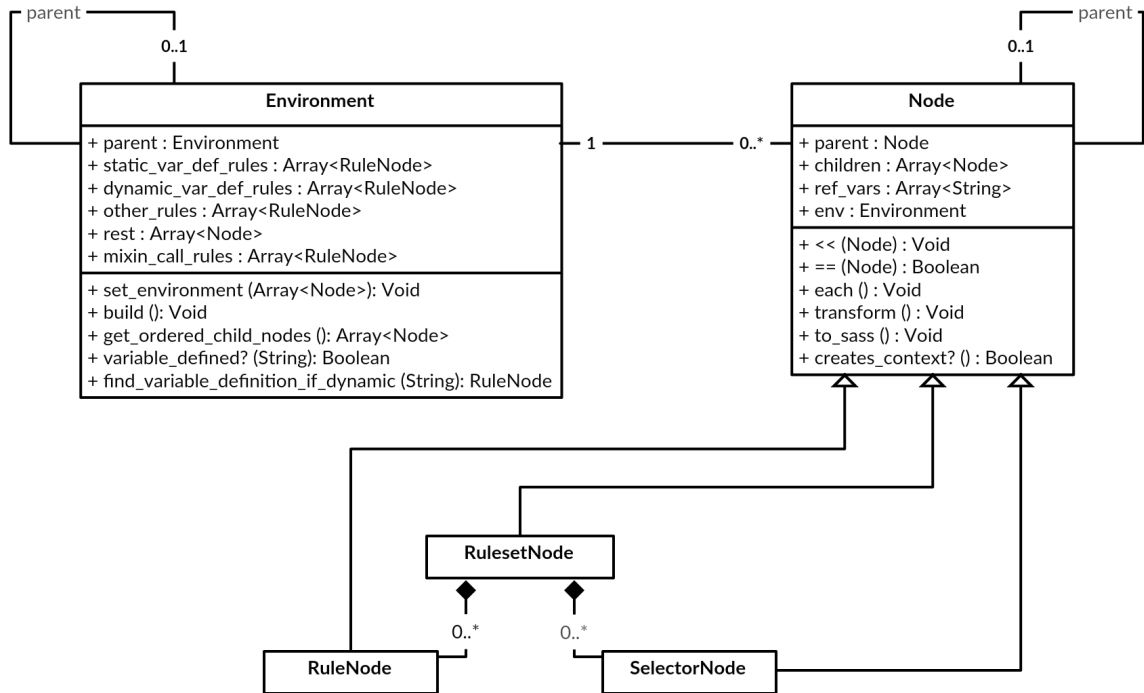 parent
parent
0..1
0..1
Environment
+ parent : Environment
+ static_var_def_rules : Array<RuleNode>
+ dynamic_var_def_rules : Array<RuleNode>
+ other_rules : Array<RuleNode>
+ rest : Array<Node>
+ mixin_call_rules : Array<RuleNode>
+ set_environment (Array<Node>): Void
+ build (): Void
+ get_ordered_child_nodes (): Array<Node>
+ variable_defined? (String): Boolean
+ find_variable_definition_if_dynamic (String): RuleNode
1
0..*
Node
+ parent : Node
+ children : Array<Node>
+ ref_vars : Array<String>
+ env : Environment
+ << (Node) : Void
+ == (Node) : Boolean
+ each () : Void
+ transform () : Void
+ to_sass () : Void
+ creates_context? () : Boolean
RulesetNode
0..*
0..*
RuleNode
SelectorNode